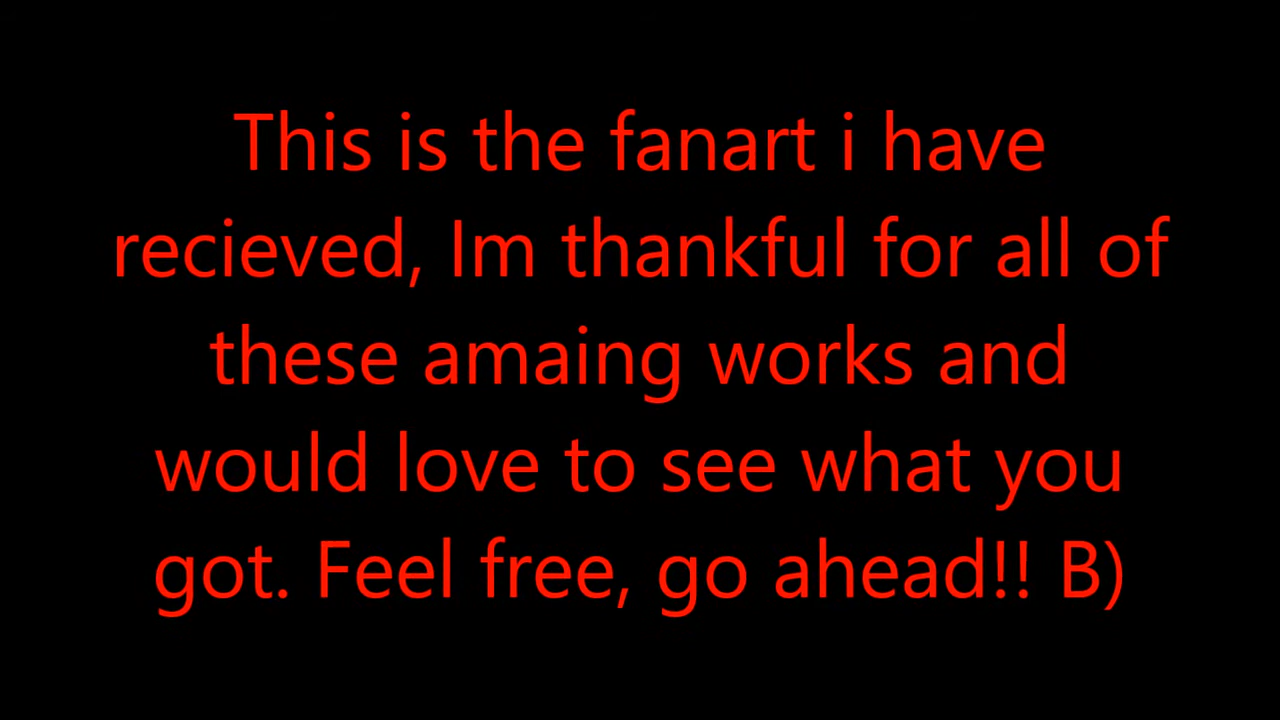 This is the fanart i have
recieved, Im thankful for all of
these amaing works and
would love to see what you
got. Feel free, go ahead!! B)